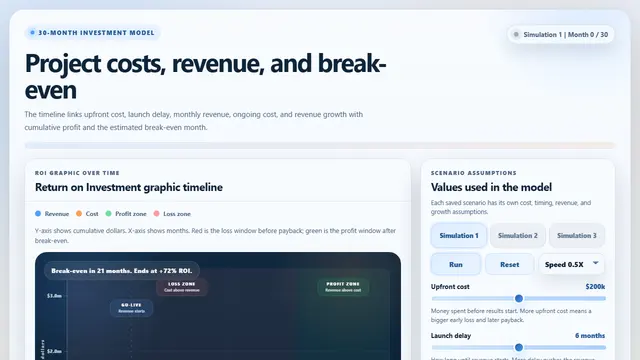 30-MONTH INVESTMENT MODEL
Simulation 1 | Month 0 / 30
Project costs, revenue, and break-
even
The timeline links upfront cost, launch delay, monthly revenue, ongoing cost, and revenue growth with
cumulative profit and the estimated break-even month.
ROI GRAPHIC OVER TIME
Return on Investment graphic timeline
Revenue
Cost
Profit zone
Loss zone
Y-axis shows cumulative dollars. X-axis shows months. Red is the loss window before payback; green is the profit window after
break-even.
Break-even in 21 months. Ends at +72% ROI.
LOSS ZONE
Cost above revenue
PROFIT ZONE
Revenue above cost
$3.0m
GO-LIVE
Revenue starts
$2.0m
SCENARIO ASSUMPTIONS
Values used in the model
Each saved scenario has its own cost, timing, revenue, and
growth assumptions.
Simulation 1
Simulation 2
Simulation 3
Run
Reset
Speed 0.5X
Upfront cost
$200k
Money spent before results start. More upfront cost means a
bigger early loss and later payback.
Launch delay
6 months